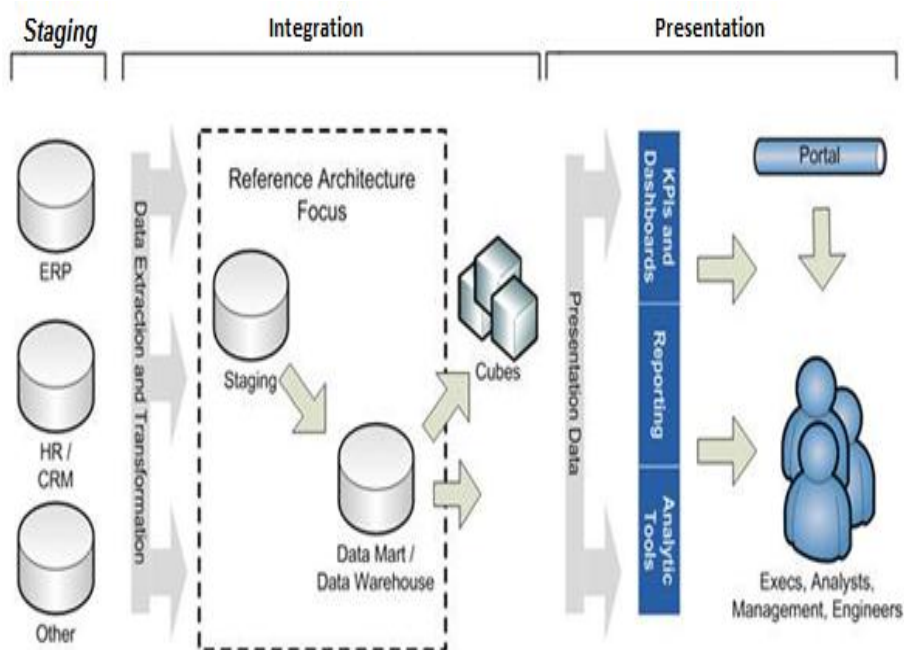 Staging
Integration
Presentation
ERP
HR /
CRM
Other
Data Extraction and Transformation
Reference Architecture
Focus
Staging
Data Mart /
Data Warehouse
Cubes
Presentation Data
KPIs and
Dashboards
Reporting
Analytic
Tools
Portal
Execs, Analysts,
Management, Engineers